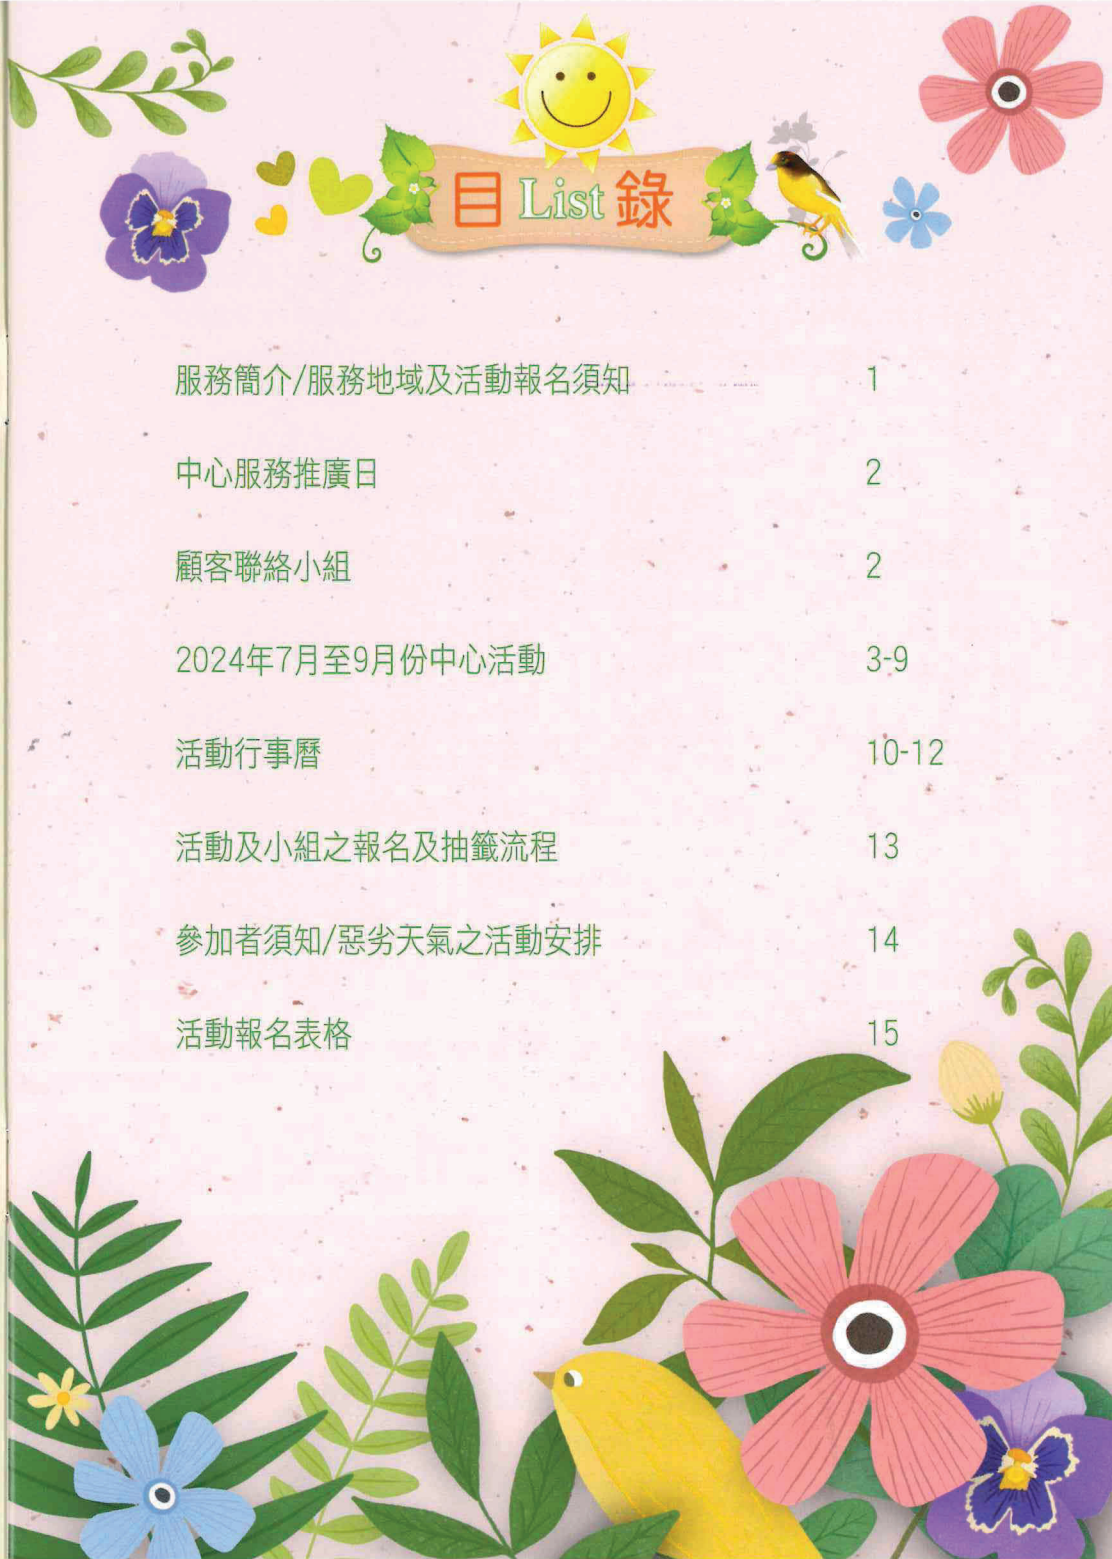 目 List 錄
服務簡介/服務地域及活動報名須知 1
中心服務推廣日 2
顧客聯絡小組 2
2024年7月至9月份中心活動 3-9
活動行事曆 10-12
活動及小組之報名及抽籤流程 13
參加者須知/惡劣天氣之活動安排 14
活動報名表格 15